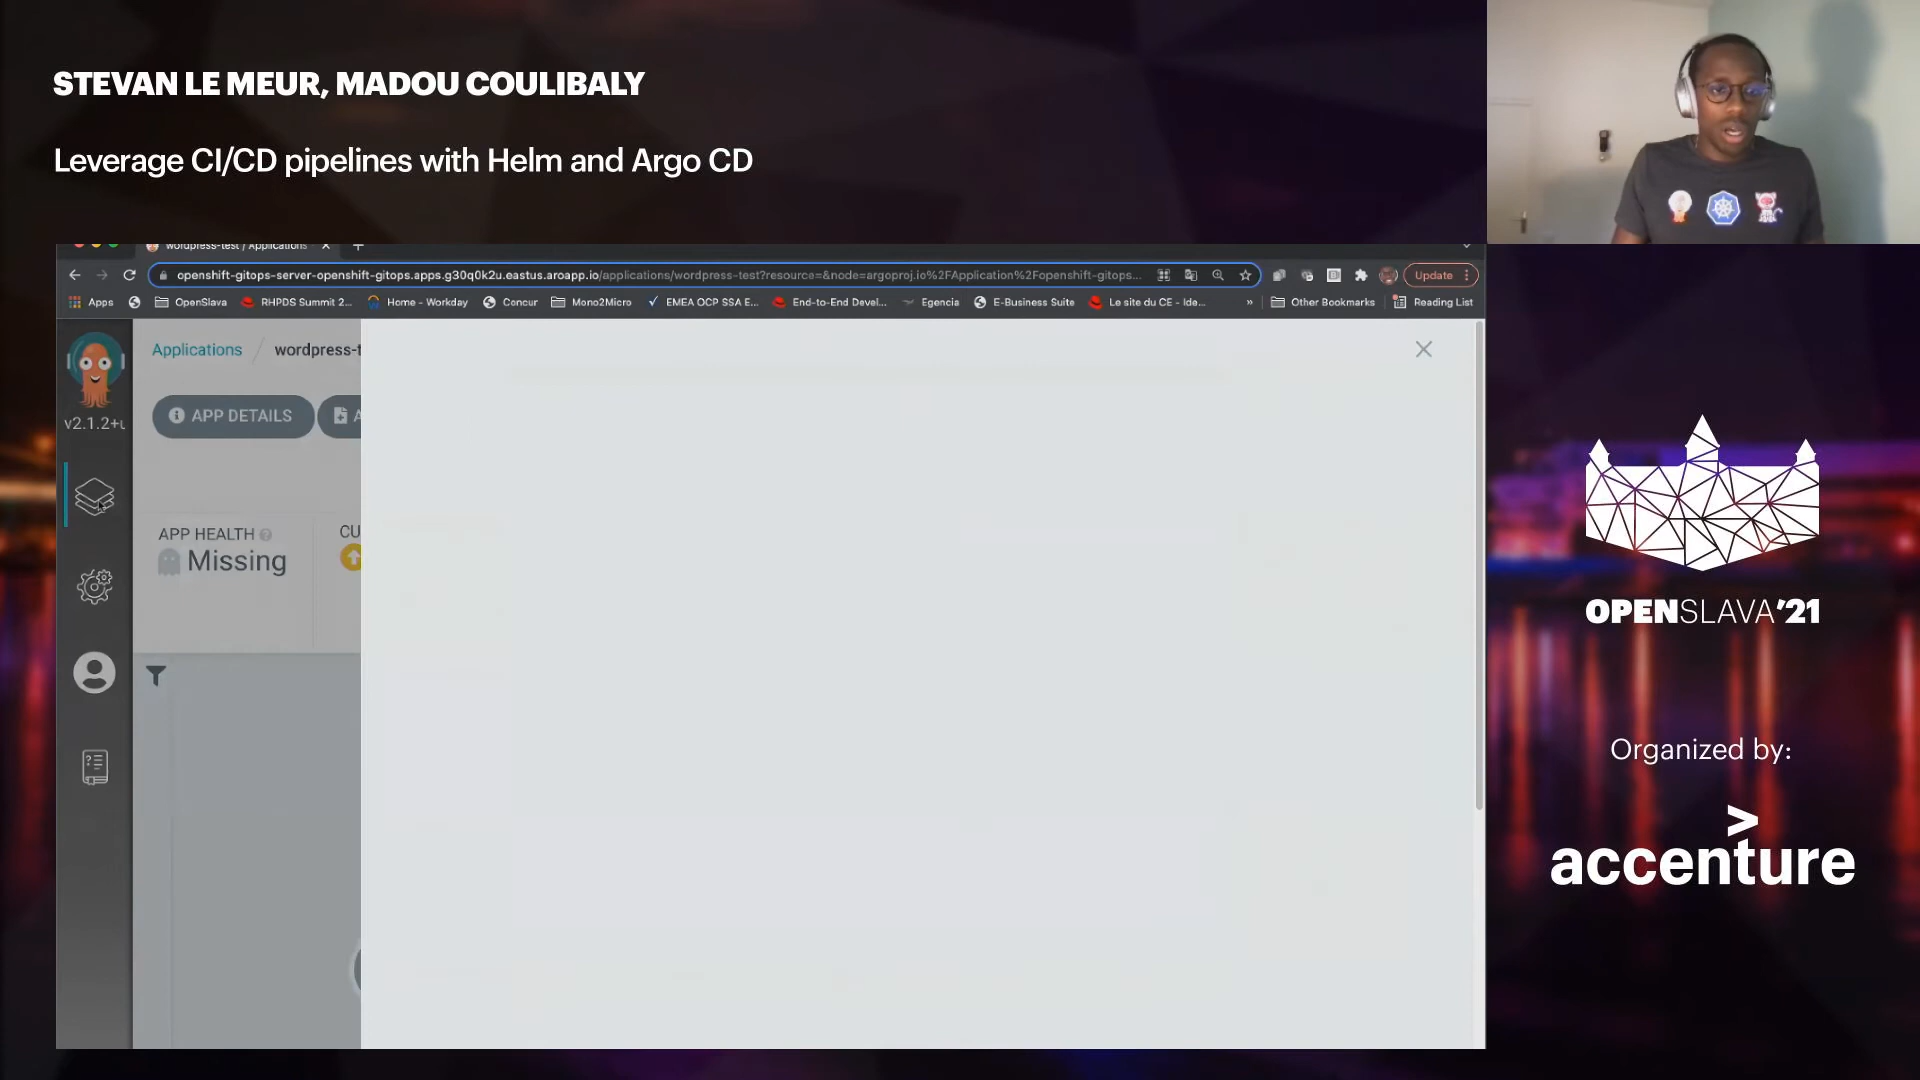 STEVAN LE MEUR, MADOU COULIBALY
Leverage CI/CD pipelines with Helm and Argo CD
wordpress-test / Applications
openshift-gitops-server-openshift-gitops.apps.g30q0k2u.eastus.aroapp.io/applications/wordpress-test?resource=&node=argoproj.io%2FApplication%2Fopenshift-gitops...
Update
Apps
OpenSlava
RHPDS Summit 2...
Home - Workday
Concur
Mono2Micro
EMEA OCP SSA E...
End-to-End Devel...
Egencia
E-Business Suite
Le site du CE - Ide...
»
Other Bookmarks
Reading List
Applications / wordpress-t
v2.1.2+u
APP DETAILS
A
APP HEALTH
Missing
CU
OPENSLAVA'21
Organized by:
accenture